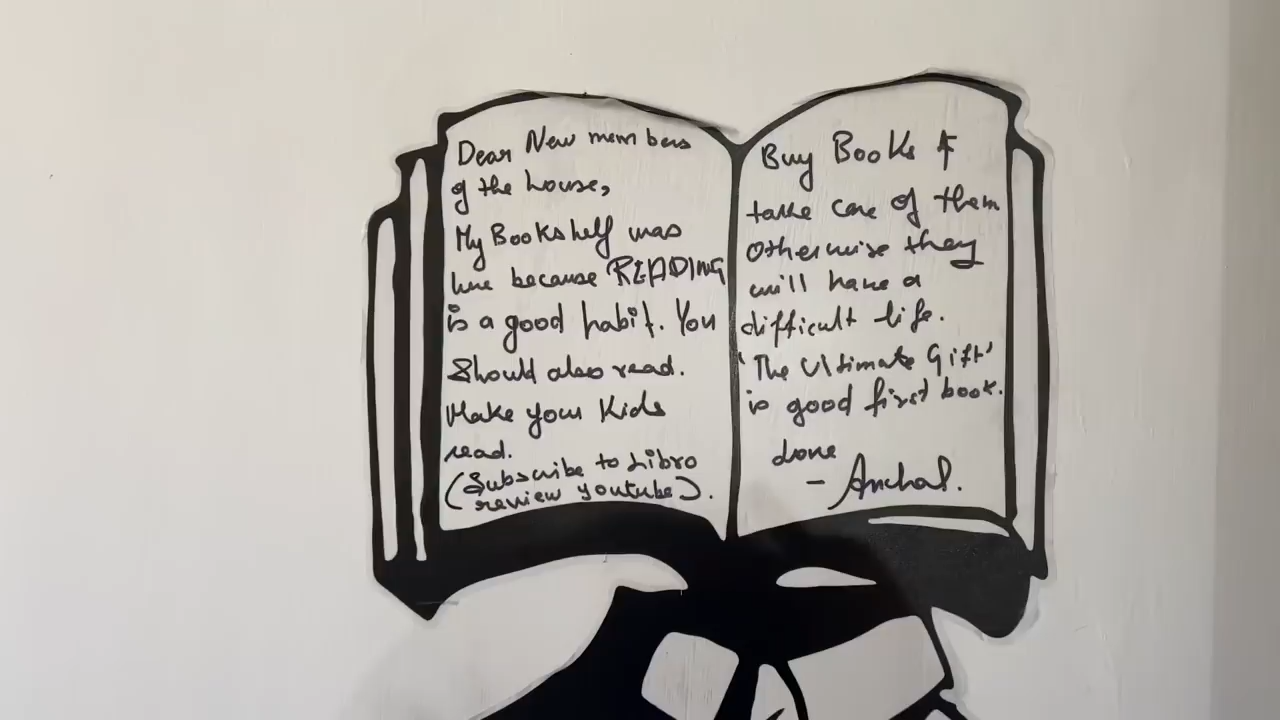 Dear New members
of the house,
My Bookshelf was
here because READING
is a good habit. You
should also read.
Make your Kids
read.
(Subscribe to Libro
review youtube).
Buy Books &
take care of them
otherwise they
will have a
difficult life.
'The Ultimate Gift'
is good first book.
done
- Anchal.